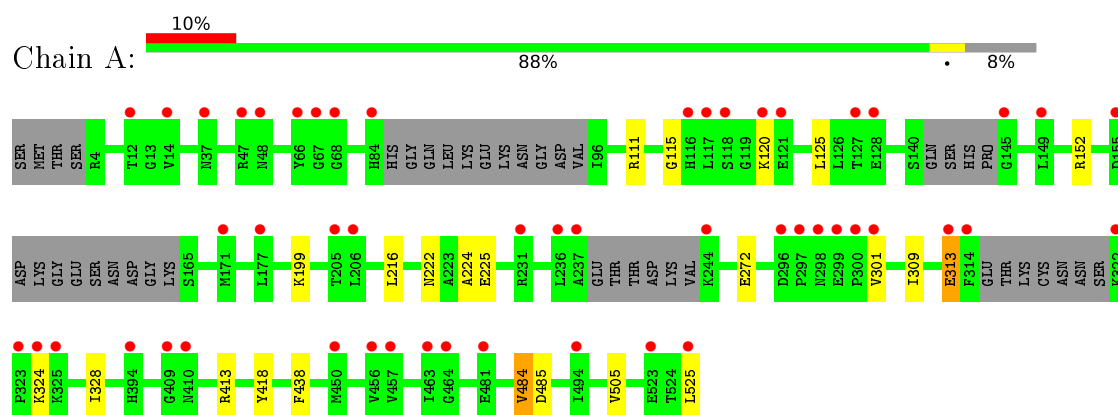 10%
Chain A:
88%
•
8%
SER MET THR SER R4 T12 G13 V14 N37 R47 N48 Y66 G67 G68 H84 HIS GLY GLN LEU LYS GLU LYS ASN GLY ASP VAL I96 R111 G115 H116 L117 S118 G119 K120 E121 L125 L126 T127 E128 S140 GLN SER HIS PRO G145 L149 R152 D155
ASP LYS GLY GLU SER ASN ASP GLY LYS S165 M171 L177 K199 T205 L206 L216 N222 A223 A224 E225 R231 L236 A237 GLU THR THR ASP LYS VAL K244 E272 D296 P297 N298 E299 P300 V301 I309 E313 F314 GLU THR LYS CYS ASN ASN SER K322
P323 K324 K325 I328 H394 G409 N410 R413 Y418 F438 M450 V456 V457 I463 G464 E481 V484 D485 I494 V505 E523 T524 L525